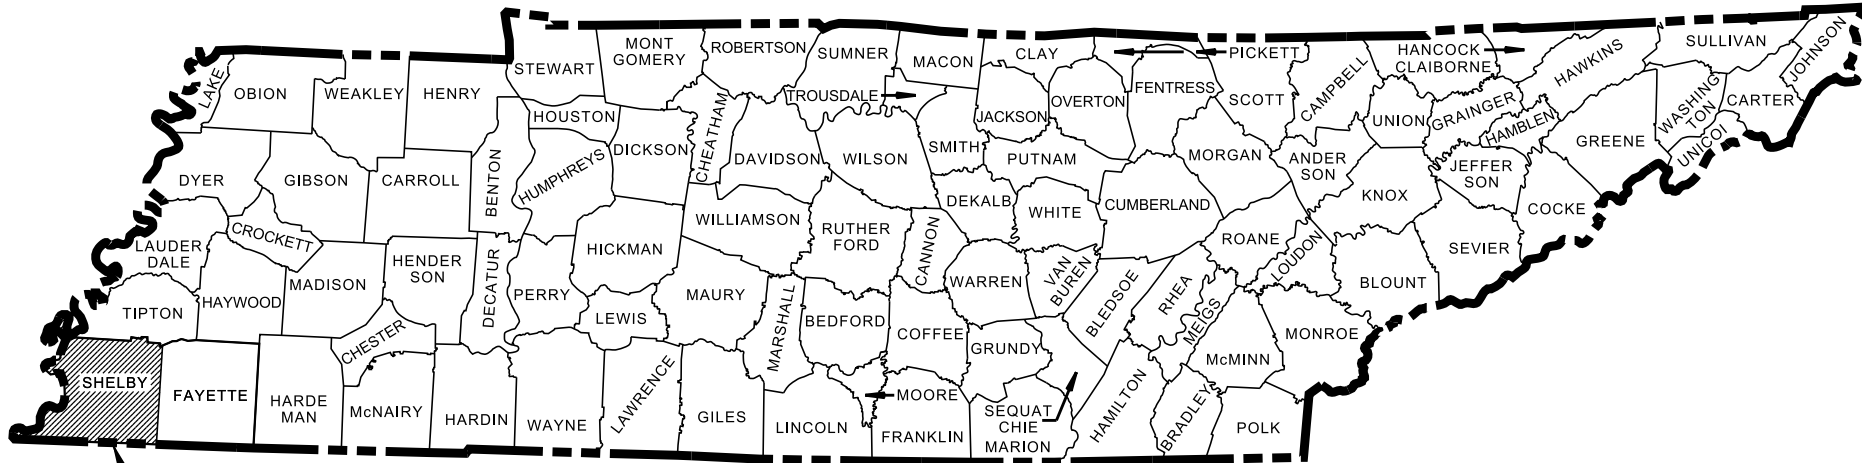 MONT
GOMERY
ROBERTSON
SUMNER
MACON
CLAY
PICKETT
HANCOCK
CLAIBORNE
HAWKINS
SULLIVAN
JOHNSON
STEWART
LAKE
OBION
WEAKLEY
HENRY
TROUSDALE
FENTRESS
SCOTT
CAMPBELL
OVERTON
JACKSON
UNION
GRAINGER
HAMBLEN
WASHING
TON
CARTER
HOUSTON
CHEATHAM
DICKSON
DAVIDSON
WILSON
SMITH
PUTNAM
MORGAN
ANDER
SON
JEFFER
SON
GREENE
UNICOI
DYER
GIBSON
CARROLL
BENTON
HUMPHREYS
WILLIAMSON
RUTHER
FORD
CANNON
DEKALB
WHITE
CUMBERLAND
KNOX
COCKE
LAUDER
DALE
CROCKETT
HENDER
SON
DECATUR
HICKMAN
ROANE
LOUDON
SEVIER
HAYWOOD
MADISON
PERRY
MAURY
WARREN
VAN
BUREN
BLEDSOE
RHEA
MEIGS
BLOUNT
TIPTON
CHESTER
LEWIS
MARSHALL
BEDFORD
COFFEE
GRUNDY
McMINN
MONROE
SHELBY
FAYETTE
HARDE
MAN
McNAIRY
HARDIN
WAYNE
LAWRENCE
GILES
LINCOLN
MOORE
FRANKLIN
SEQUAT
CHIE
MARION
HAMILTON
BRADLEY
POLK